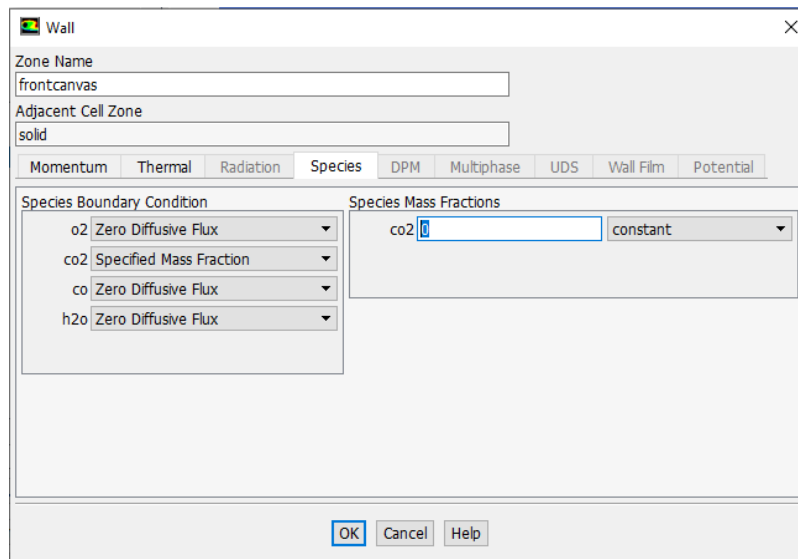 Wall
Zone Name
frontcanvas
Adjacent Cell Zone
solid
Momentum Thermal Radiation Species DPM Multiphase UDS Wall Film Potential
Species Boundary Condition Species Mass Fractions
o2 Zero Diffusive Flux co2 0 constant
co2 Specified Mass Fraction
co Zero Diffusive Flux
h2o Zero Diffusive Flux
OK Cancel Help